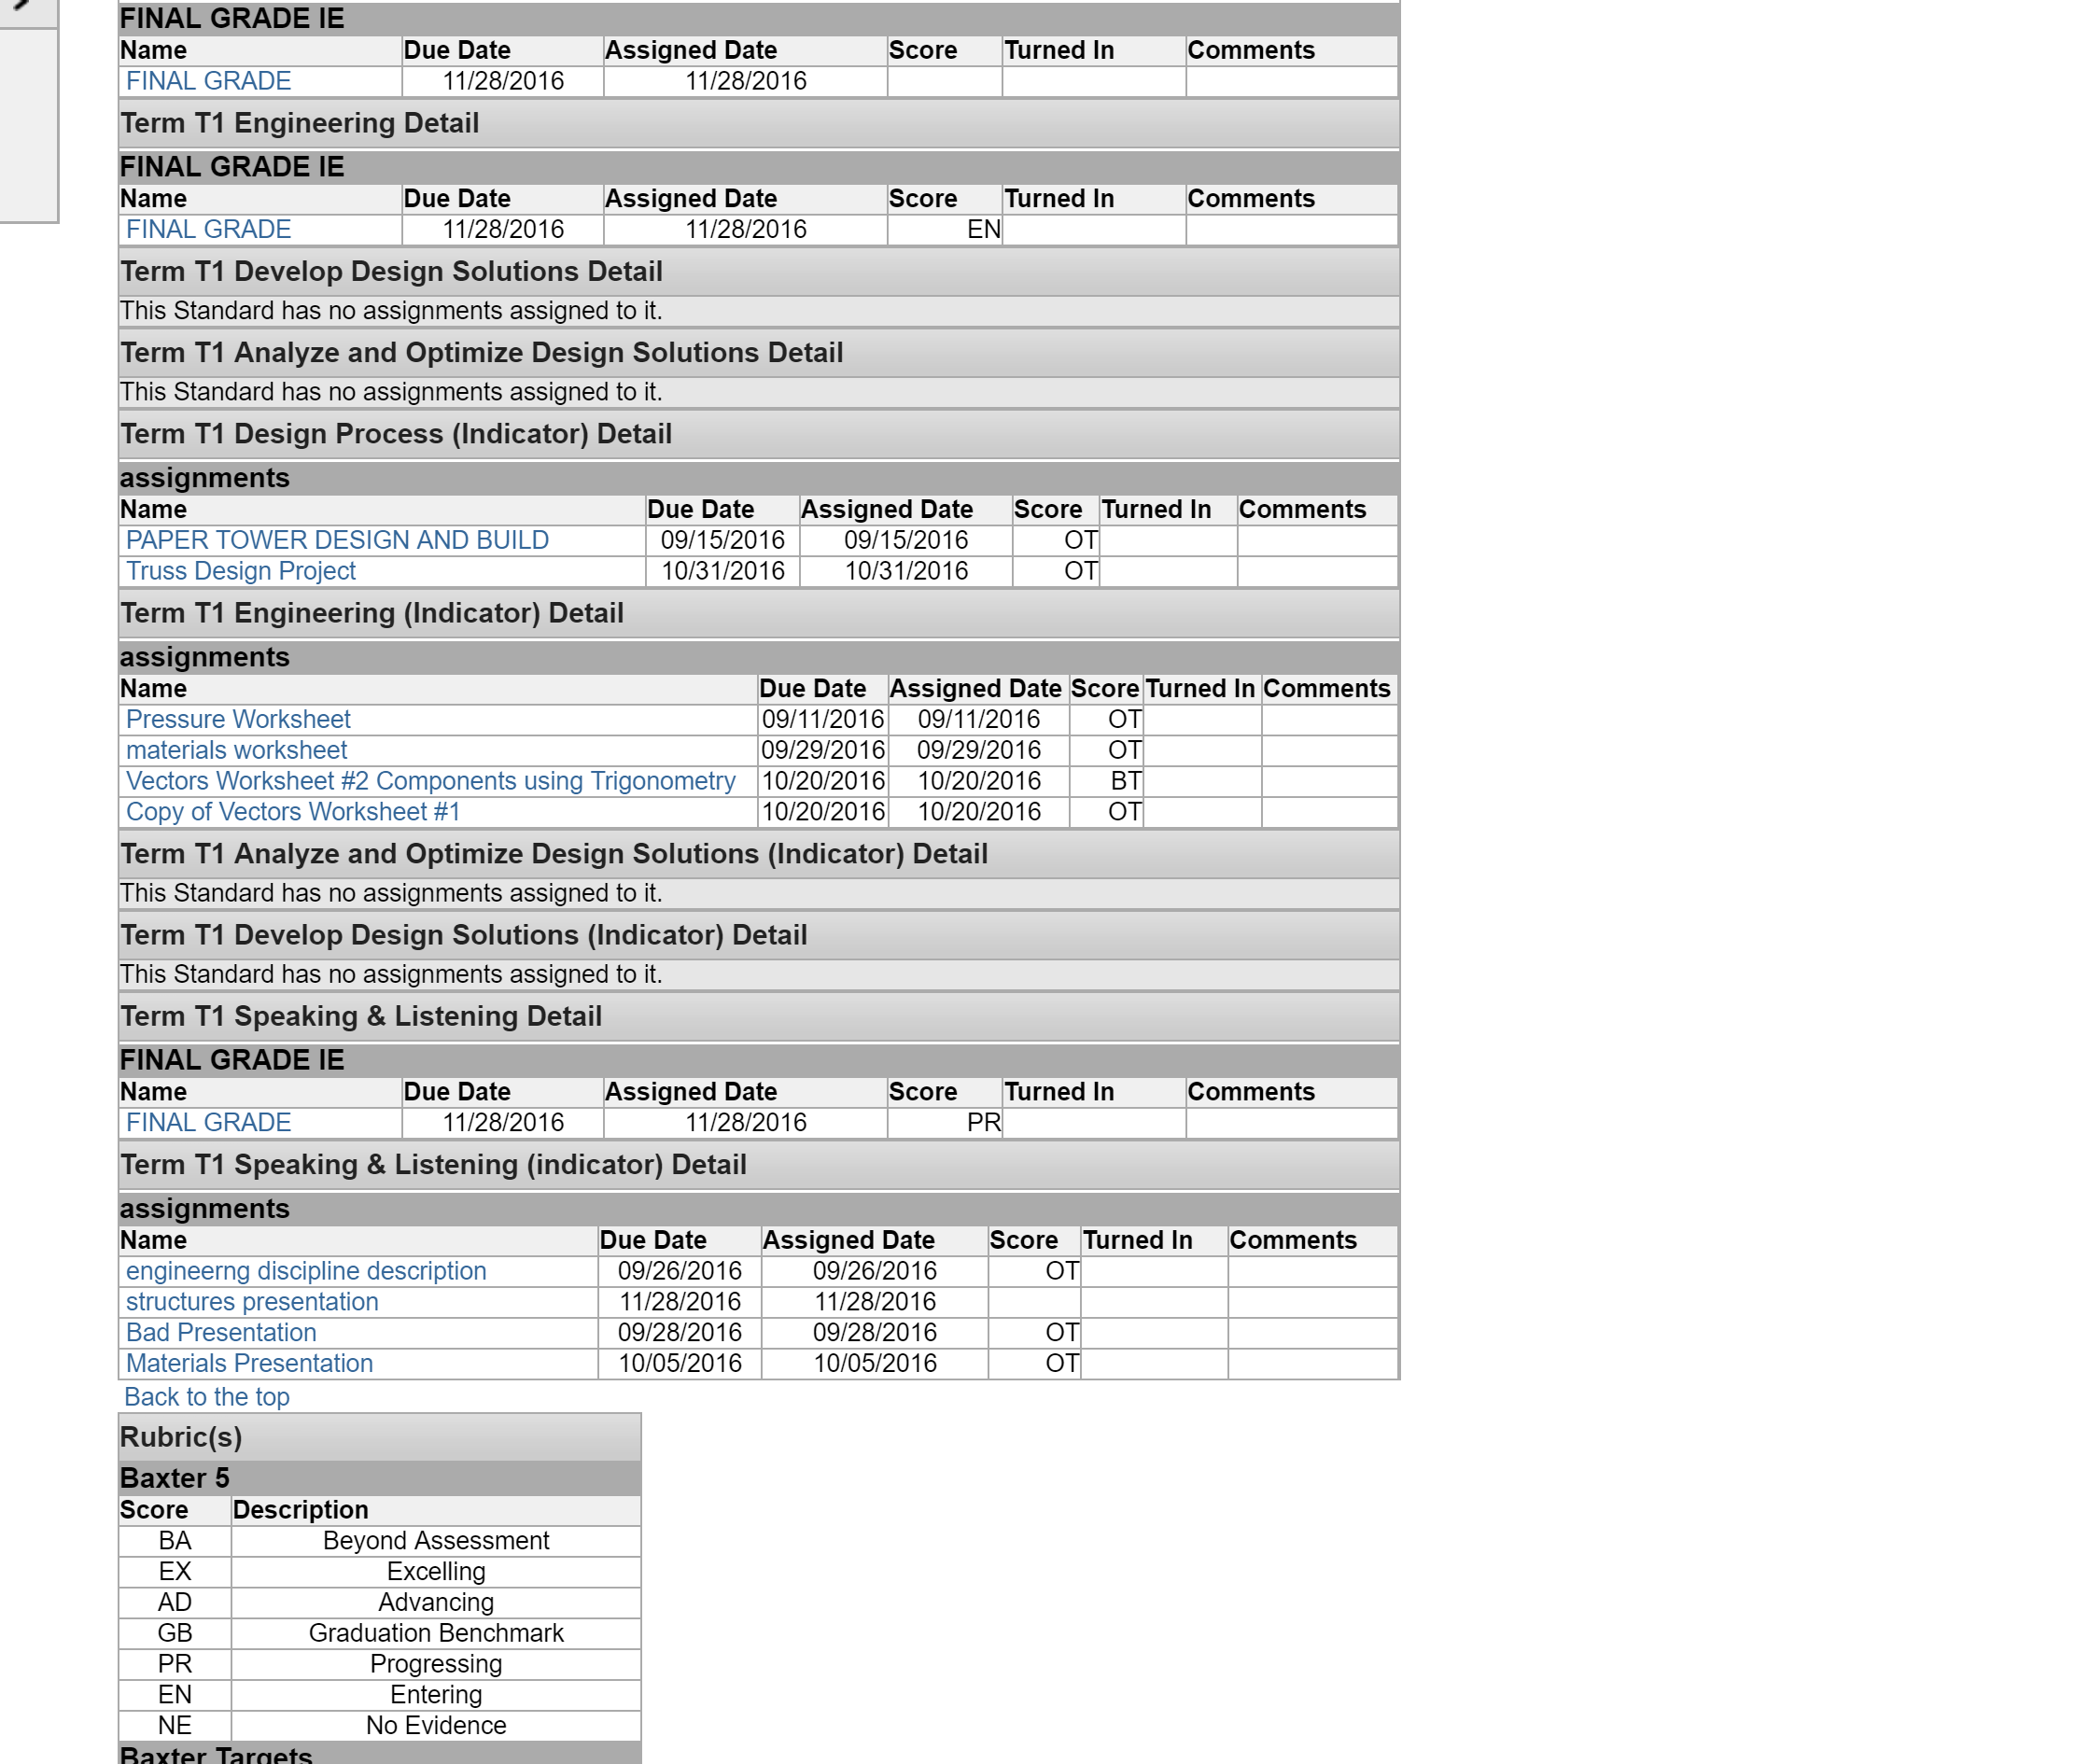 FINAL GRADE IE
Name Due Date Assigned Date Score Turned In Comments
FINAL GRADE 11/28/2016 11/28/2016
Term T1 Engineering Detail
FINAL GRADE IE
Name Due Date Assigned Date Score Turned In Comments
FINAL GRADE 11/28/2016 11/28/2016 EN
Term T1 Develop Design Solutions Detail
This Standard has no assignments assigned to it.
Term T1 Analyze and Optimize Design Solutions Detail
This Standard has no assignments assigned to it.
Term T1 Design Process (Indicator) Detail
assignments
Name Due Date Assigned Date Score Turned In Comments
PAPER TOWER DESIGN AND BUILD 09/15/2016 09/15/2016 OT
Truss Design Project 10/31/2016 10/31/2016 OT
Term T1 Engineering (Indicator) Detail
assignments
Name Due Date Assigned Date Score Turned In Comments
Pressure Worksheet 09/11/2016 09/11/2016 OT
materials worksheet 09/29/2016 09/29/2016 OT
Vectors Worksheet #2 Components using Trigonometry 10/20/2016 10/20/2016 BT
Copy of Vectors Worksheet #1 10/20/2016 10/20/2016 OT
Term T1 Analyze and Optimize Design Solutions (Indicator) Detail
This Standard has no assignments assigned to it.
Term T1 Develop Design Solutions (Indicator) Detail
This Standard has no assignments assigned to it.
Term T1 Speaking & Listening Detail
FINAL GRADE IE
Name Due Date Assigned Date Score Turned In Comments
FINAL GRADE 11/28/2016 11/28/2016 PR
Term T1 Speaking & Listening (indicator) Detail
assignments
Name Due Date Assigned Date Score Turned In Comments
engineerng discipline description 09/26/2016 09/26/2016 OT
structures presentation 11/28/2016 11/28/2016
Bad Presentation 09/28/2016 09/28/2016 OT
Materials Presentation 10/05/2016 10/05/2016 OT
Back to the top
Rubric(s)
Baxter 5
Score Description
BA Beyond Assessment
EX Excelling
AD Advancing
GB Graduation Benchmark
PR Progressing
EN Entering
NE No Evidence
Baxter Targets